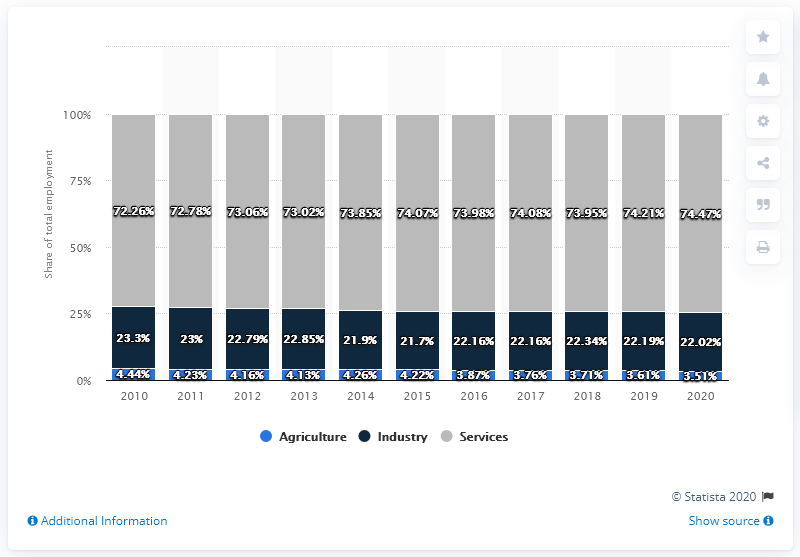 Share of total employment
100%
75%
50%
25%
0%
72.26% 72.78% 73.06% 73.02% 73.85% 74.07% 73.98% 74.08% 73.95% 74.21% 74.47%
23.3% 23% 22.79% 22.85% 21.9% 21.7% 22.16% 22.16% 22.34% 22.19% 22.02%
4.44% 4.23% 4.16% 4.13% 4.26% 4.22% 3.87% 3.76% 3.71% 3.61% 3.51%
2010 2011 2012 2013 2014 2015 2016 2017 2018 2019 2020
Agriculture Industry Services
© Statista 2020
Additional Information Show source